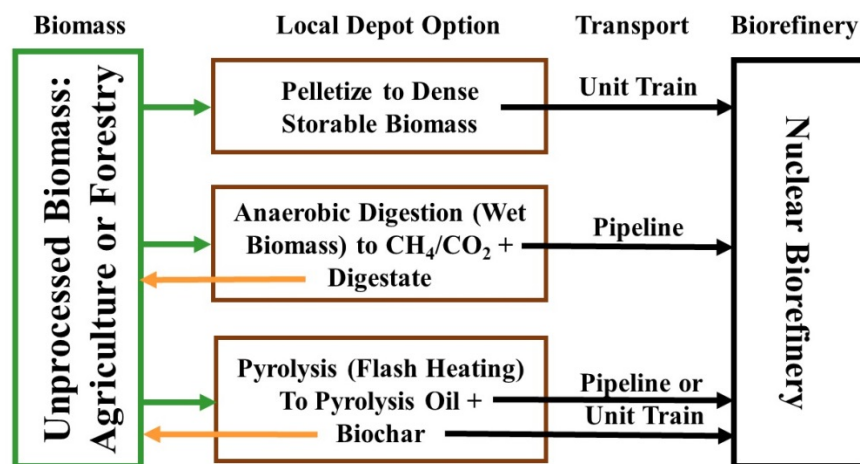 Biomass
Local Depot Option
Transport
Biorefinery
Unprocessed Biomass:
Agriculture or Forestry
Pelletize to Dense
Storable Biomass
Unit Train
Anaerobic Digestion (Wet
Biomass) to CH₄/CO₂ +
Digestate
Pipeline
Pyrolysis (Flash Heating)
To Pyrolysis Oil +
Biochar
Pipeline or
Unit Train
Nuclear Biorefinery